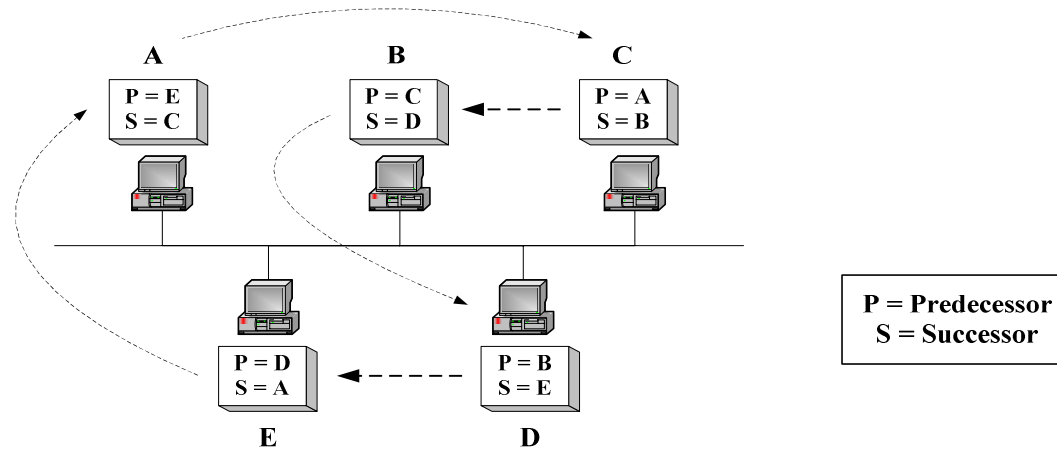 A
B
C
P = E
S = C
P = C
S = D
P = A
S = B
P = Predecessor
S = Successor
P = D
S = A
P = B
S = E
E
D